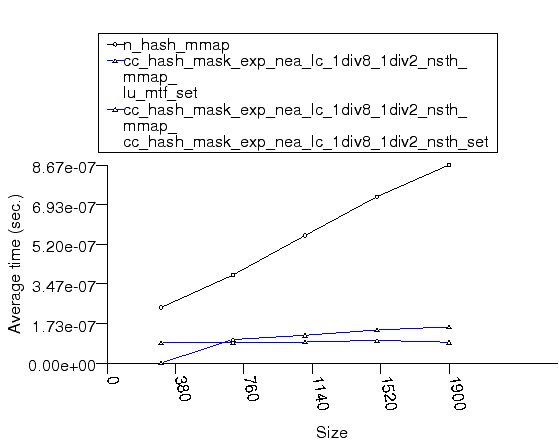 n_hash_mmap
cc_hash_mask_exp_nea_lc_1div8_1div2_nsth_
mmap_
lu_mtf_set
cc_hash_mask_exp_nea_lc_1div8_1div2_nsth_
mmap_
cc_hash_mask_exp_nea_lc_1div8_1div2_nsth_set
8.67e-07
6.93e-07
5.20e-07
3.47e-07
1.73e-07
0.00e+00
Average time (sec.)
0
380
760
1140
1520
1900
Size